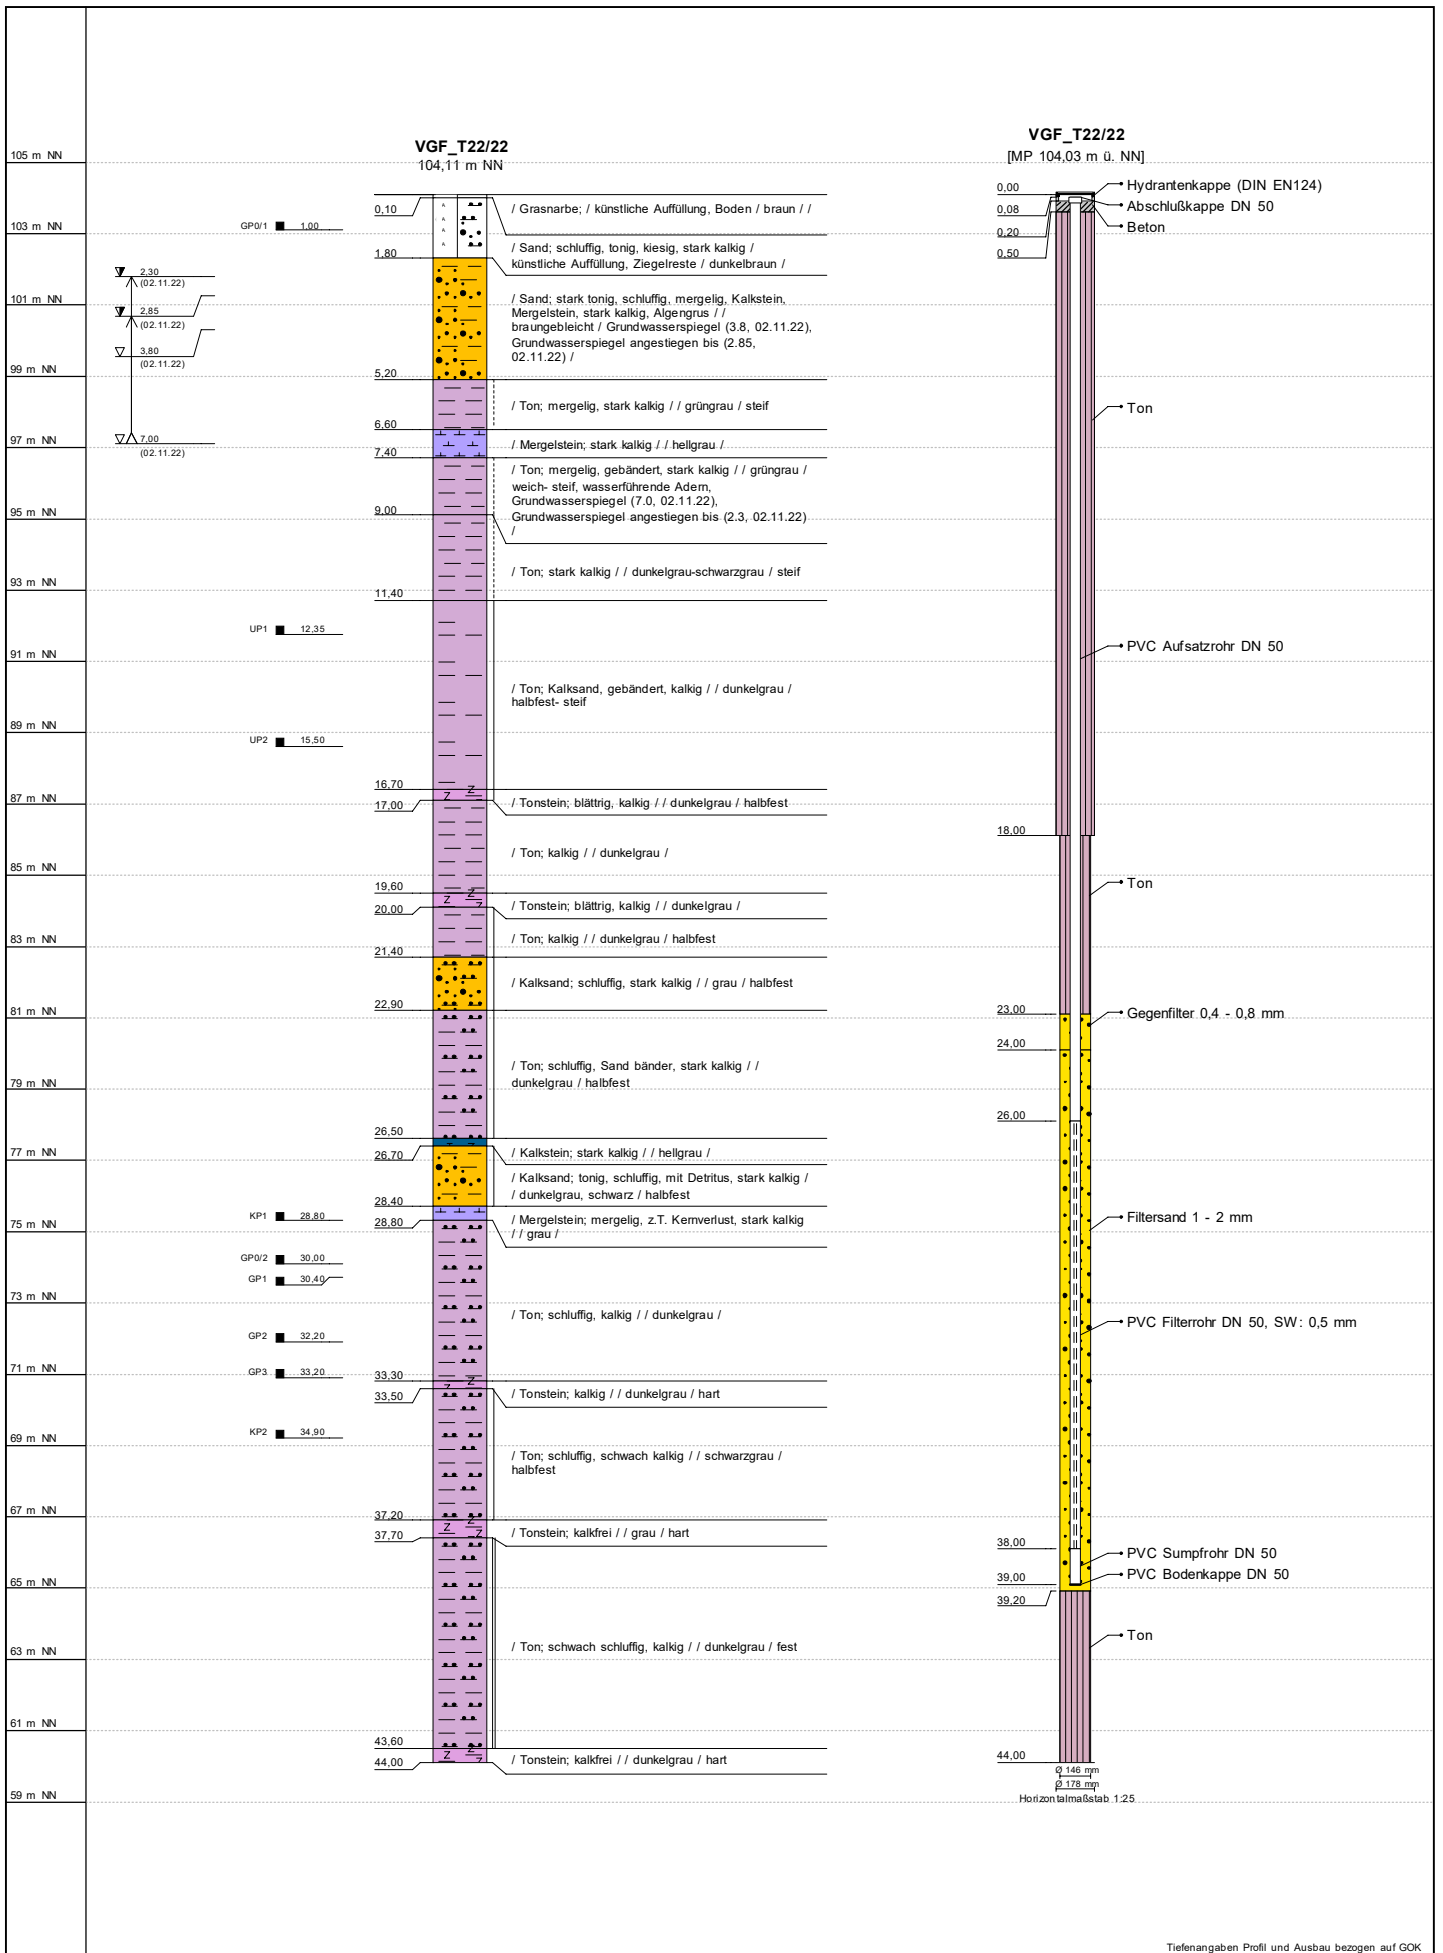 105 m NN
103 m NN
101 m NN
99 m NN
97 m NN
95 m NN
93 m NN
91 m NN
89 m NN
87 m NN
85 m NN
83 m NN
81 m NN
79 m NN
77 m NN
75 m NN
73 m NN
71 m NN
69 m NN
67 m NN
65 m NN
63 m NN
61 m NN
59 m NN
2,30
(02.11.22)
2,85
(02.11.22)
3,80
(02.11.22)
7,00
(02.11.22)
GP0/1 1,00
UP1 12,35
UP2 15,50
KP1 28,80
GP0/2 30,00
GP1 30,40
GP2 32,20
GP3 33,20
KP2 34,90
VGF_T22/22
104,11 m NN
0,10
1,80
5,20
6,60
7,40
9,00
11,40
16,70
17,00
19,60
20,00
21,40
22,90
26,50
26,70
28,40
28,80
33,30
33,50
37,20
37,70
43,60
44,00
/ Grasnarbe; / künstliche Auffüllung, Boden / braun / /
/ Sand; schluffig, tonig, kiesig, stark kalkig /
künstliche Auffüllung, Ziegelreste / dunkelbraun /
/ Sand; stark tonig, schluffig, mergelig, Kalkstein,
Mergelstein, stark kalkig, Algengrus / /
braungebleicht / Grundwasserspiegel (3.8, 02.11.22),
Grundwasserspiegel angestiegen bis (2.85,
02.11.22) /
/ Ton; mergelig, stark kalkig / / grüngrau / steif
/ Mergelstein; stark kalkig / / hellgrau /
/ Ton; mergelig, gebändert, stark kalkig / / grüngrau /
weich- steif, wasserführende Adern,
Grundwasserspiegel (7.0, 02.11.22),
Grundwasserspiegel angestiegen bis (2.3, 02.11.22)
/
/ Ton; stark kalkig / / dunkelgrau-schwarzgrau / steif
/ Ton; Kalksand, gebändert, kalkig / / dunkelgrau /
halbfest- steif
/ Tonstein; blättrig, kalkig / / dunkelgrau / halbfest
/ Ton; kalkig / / dunkelgrau /
/ Tonstein; blättrig, kalkig / / dunkelgrau /
/ Ton; kalkig / / dunkelgrau / halbfest
/ Kalksand; schluffig, stark kalkig / / grau / halbfest
/ Ton; schluffig, Sand bänder, stark kalkig / /
dunkelgrau / halbfest
/ Kalkstein; stark kalkig / / hellgrau /
/ Kalksand; tonig, schluffig, mit Detritus, stark kalkig /
/ dunkelgrau, schwarz / halbfest
/ Mergelstein; mergelig, z.T. Kernverlust, stark kalkig
/ / grau /
/ Ton; schluffig, kalkig / / dunkelgrau /
/ Tonstein; kalkig / / dunkelgrau / hart
/ Ton; schluffig, schwach kalkig / / schwarzgrau /
halbfest
/ Tonstein; kalkfrei / / grau / hart
/ Ton; schwach schluffig, kalkig / / dunkelgrau / fest
/ Tonstein; kalkfrei / / dunkelgrau / hart
VGF_T22/22
[MP 104,03 m ü. NN]
0,00
0,08
0,20
0,50
18,00
23,00
24,00
26,00
38,00
39,00
39,20
44,00
Hydrantenkappe (DIN EN124)
Abschlußkappe DN 50
Beton
Ton
PVC Aufsatzrohr DN 50
Ton
Gegenfilter 0,4 - 0,8 mm
Filtersand 1 - 2 mm
PVC Filterrohr DN 50, SW: 0,5 mm
PVC Sumpfrohr DN 50
PVC Bodenkappe DN 50
Ton
Ø 146 mm
Ø 178 mm
Horizontalmaßstab 1:25
Tiefenangaben Profil und Ausbau bezogen auf GOK